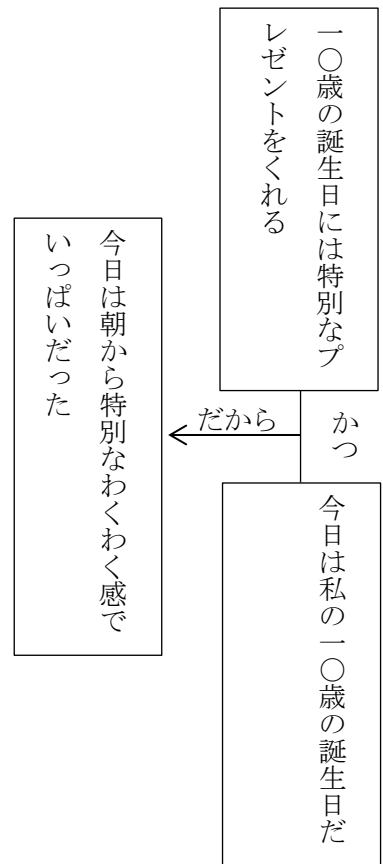 一〇歳の誕生日には特別なプ
レゼントをくれる
かつ
今日は私の一〇歳の誕生日だ
だから
今日は朝から特別なわくわく感で
いっぱいだった